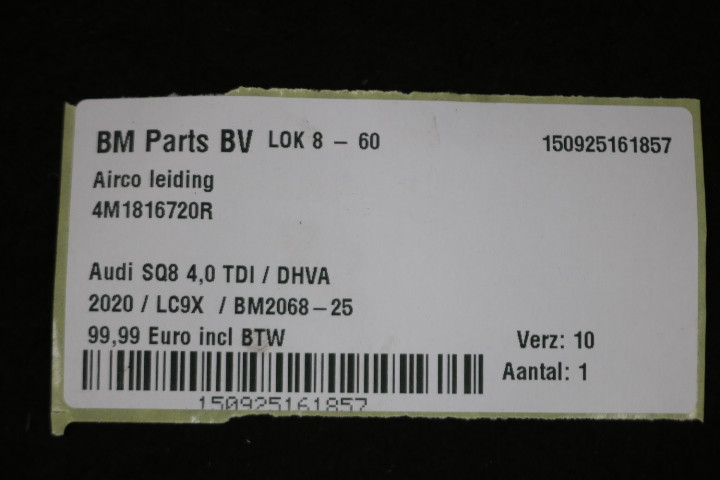 BM Parts BV LOK 8 – 60 150925161857
Airco leiding
4M1816720R
Audi SQ8 4,0 TDI / DHVA
2020 / LC9X / BM2068–25
99,99 Euro incl BTW Verz: 10
Aantal: 1
150925161857